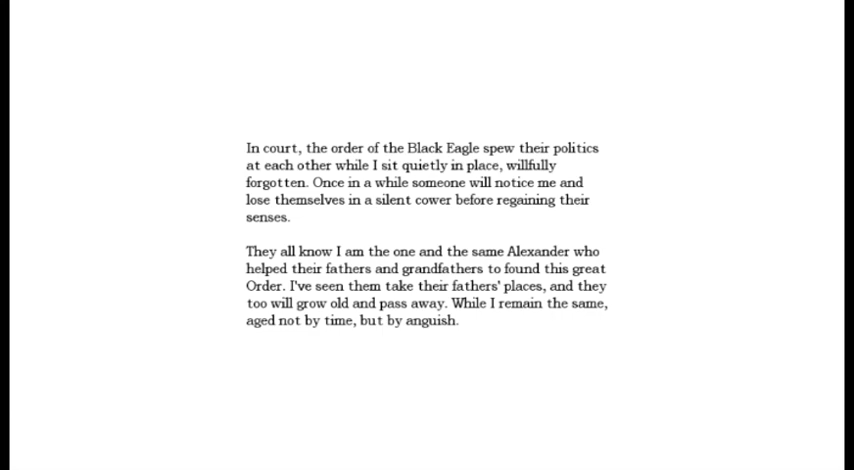 In court, the order of the Black Eagle spew their politics
at each other while I sit quietly in place, willfully
forgotten. Once in a while someone will notice me and
lose themselves in a silent cower before regaining their
senses.
They all know I am the one and the same Alexander who
helped their fathers and grandfathers to found this great
Order. I've seen them take their fathers' places, and they
too will grow old and pass away. While I remain the same,
aged not by time, but by anguish.